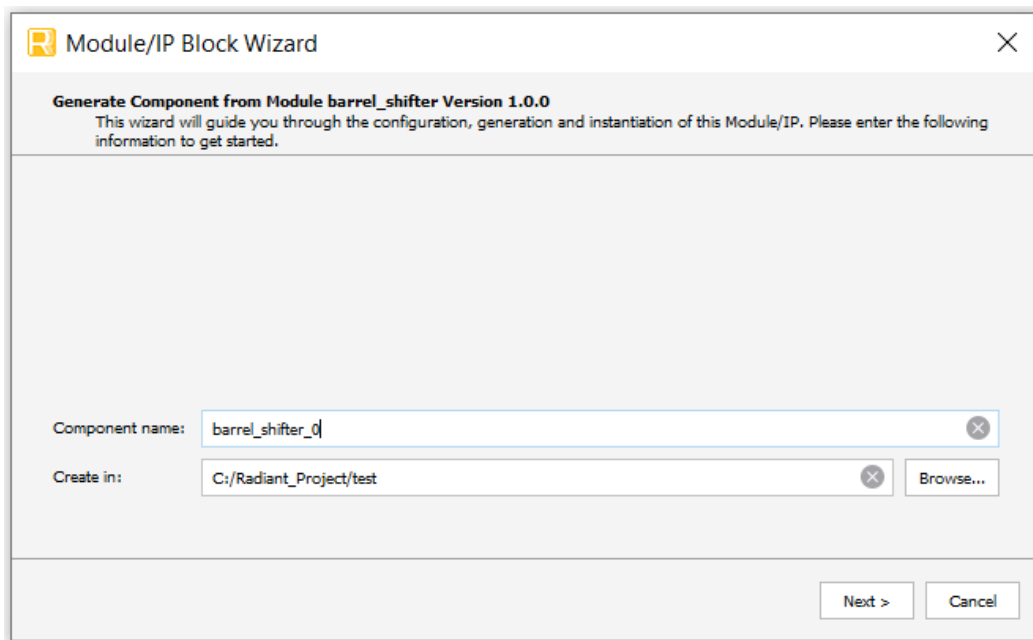 Module/IP Block Wizard
Generate Component from Module barrel_shifter Version 1.0.0
This wizard will guide you through the configuration, generation and instantiation of this Module/IP. Please enter the following
information to get started.
Component name: barrel_shifter_0
Create in: C:/Radiant_Project/test Browse...
Next > Cancel